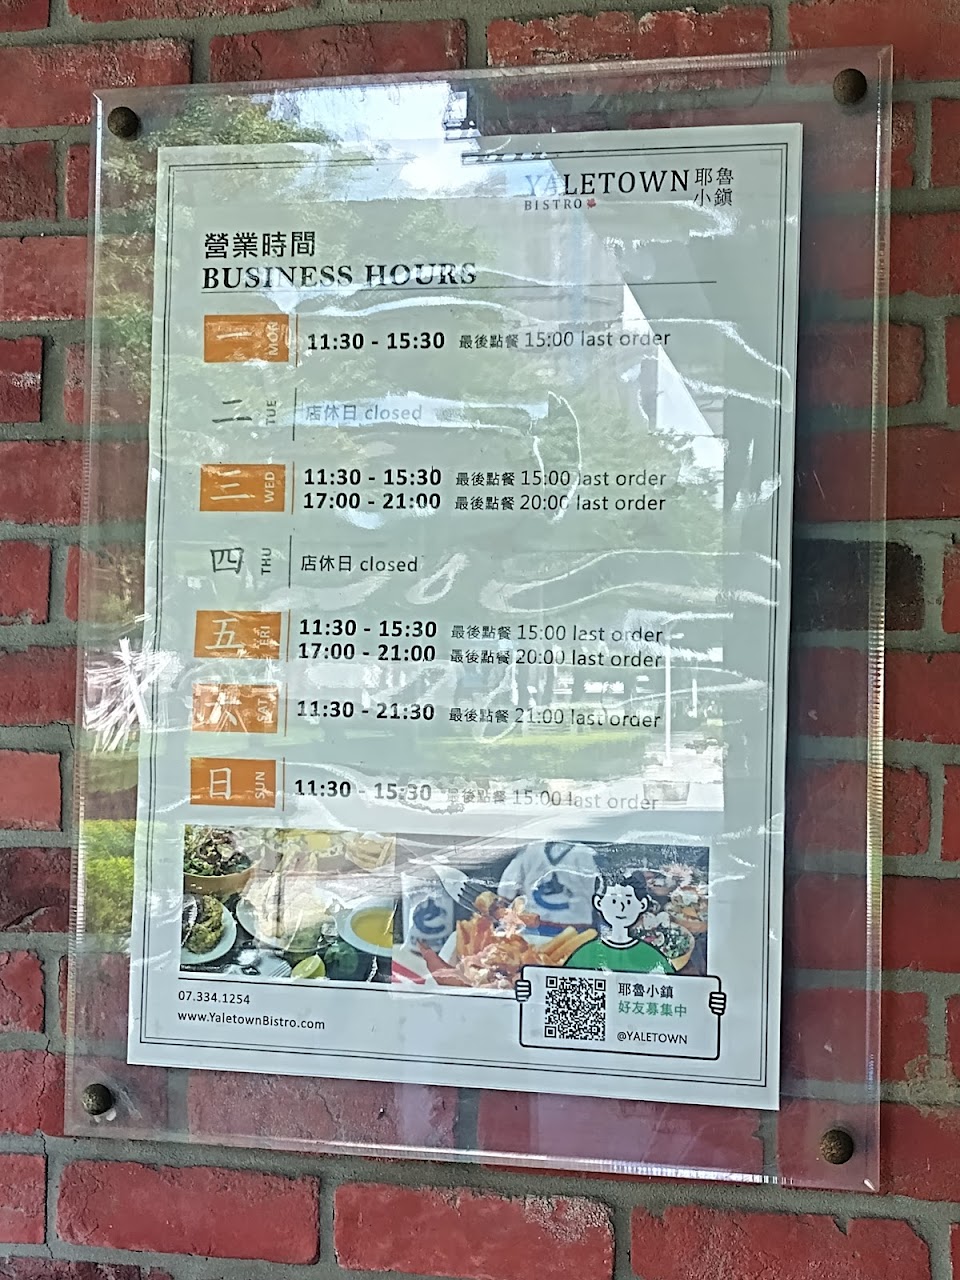 YALETOWN 耶魯
BISTRO 小鎮
營業時間
BUSINESS HOURS
一 MON 11:30 - 15:30 最後點餐 15:00 last order
二 TUE 店休日 closed
三 WED 11:30 - 15:30 最後點餐 15:00 last order
17:00 - 21:00 最後點餐 20:00 last order
四 THU 店休日 closed
五 FRI 11:30 - 15:30 最後點餐 15:00 last order
17:00 - 21:00 最後點餐 20:00 last order
六 SAT 11:30 - 21:30 最後點餐 21:00 last order
日 SUN 11:30 - 15:30 最後點餐 15:00 last order
07.334.1254
www.YaletownBistro.com
耶魯小鎮
好友募集中
@YALETOWN